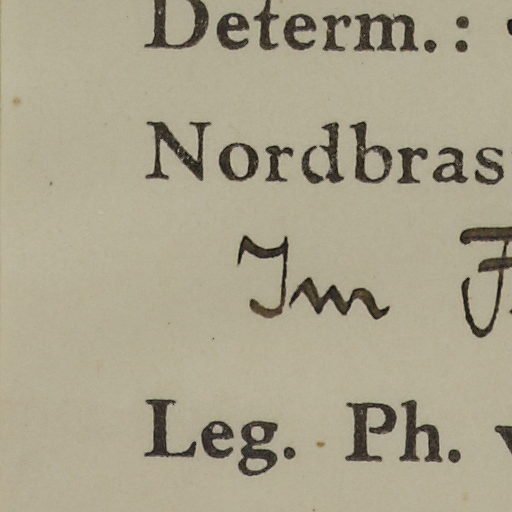 Determ.:
Nordbras
Im F
Leg. Ph. v